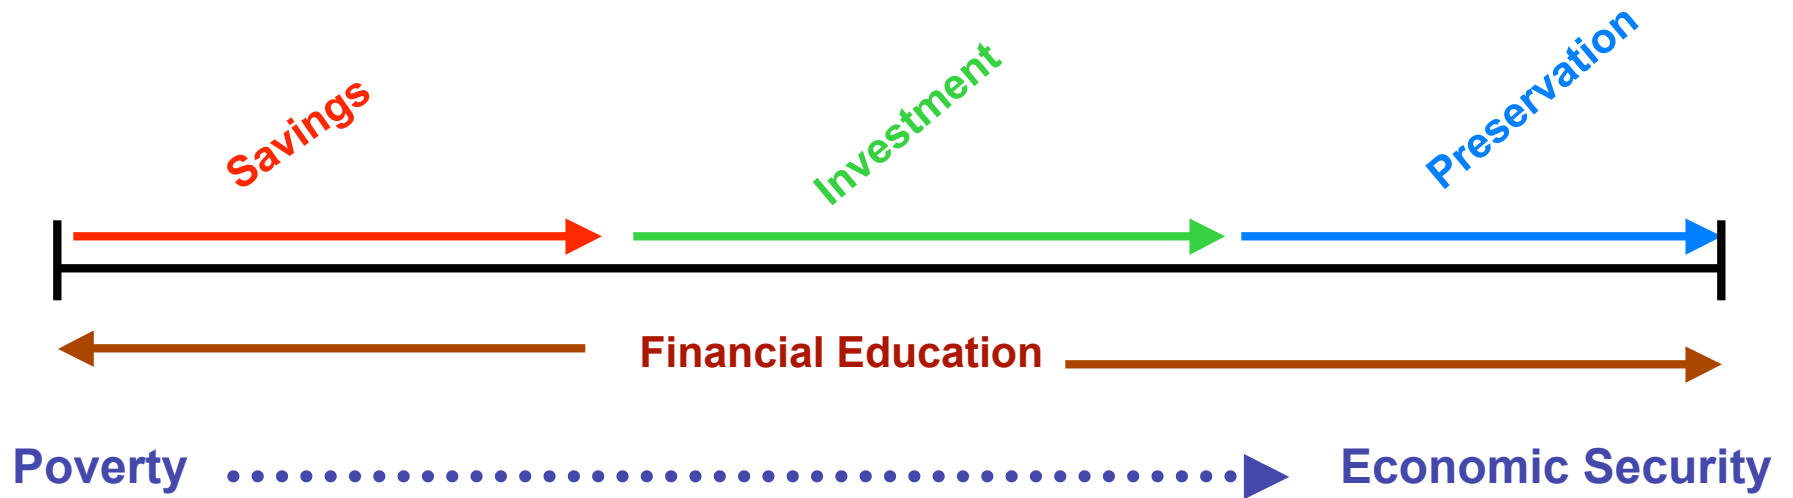 Savings
Investment
Preservation
Financial Education
Poverty
Economic Security